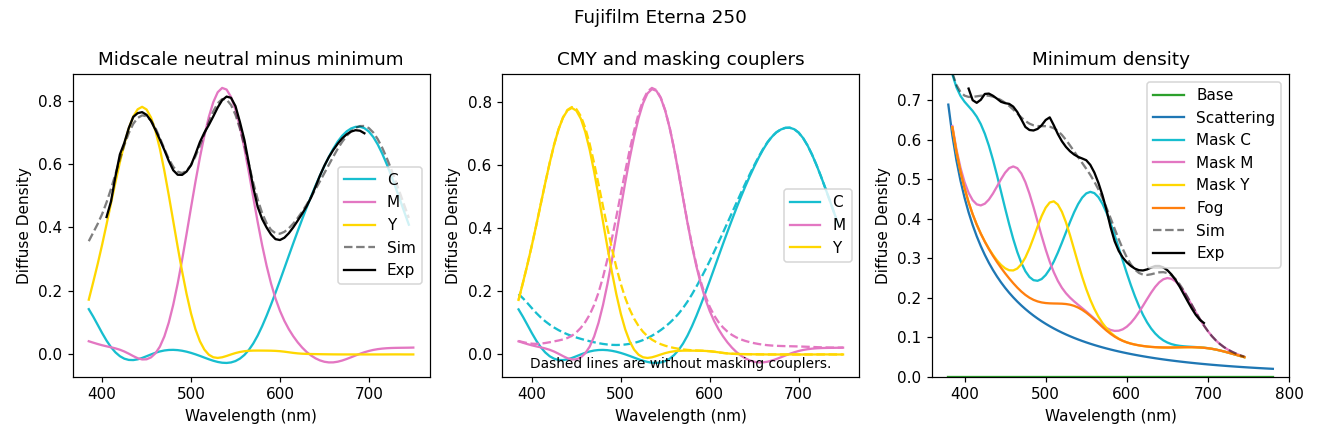 Fujifilm Eterna 250
Midscale neutral minus minimum
Diffuse Density
0.8
0.6
0.4
0.2
0.0
400
500
600
700
Wavelength (nm)
C
M
Y
Sim
Exp
CMY and masking couplers
Diffuse Density
0.8
0.6
0.4
0.2
0.0
400
500
600
700
Wavelength (nm)
C
M
Y
Dashed lines are without masking couplers.
Minimum density
Diffuse Density
0.7
0.6
0.5
0.4
0.3
0.2
0.1
0.0
400
500
600
700
800
Wavelength (nm)
Base
Scattering
Mask C
Mask M
Mask Y
Fog
Sim
Exp